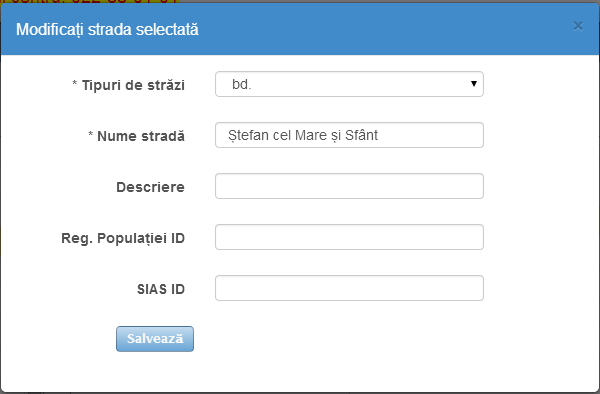 Modificați strada selectată ×
* Tipuri de străzi bd.
* Nume stradă Ștefan cel Mare și Sfânt
Descriere
Reg. Populației ID
SIAS ID
Salvează